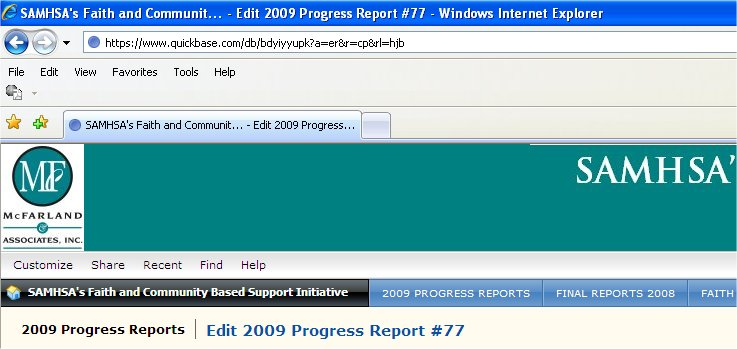 SAMHSA's Faith and Communit... - Edit 2009 Progress Report #77 - Windows Internet Explorer
https://www.quickbase.com/db/bdyiyyupk?a=er&r=cp&rl=hjb
File Edit View Favorites Tools Help
SAMHSA's Faith and Communit... - Edit 2009 Progress...
MF
MCFARLAND
&
ASSOCIATES, INC.
SAMHSA'
Customize Share Recent Find Help
SAMHSA's Faith and Community Based Support Initiative 2009 PROGRESS REPORTS FINAL REPORTS 2008 FAITH
2009 Progress Reports Edit 2009 Progress Report #77